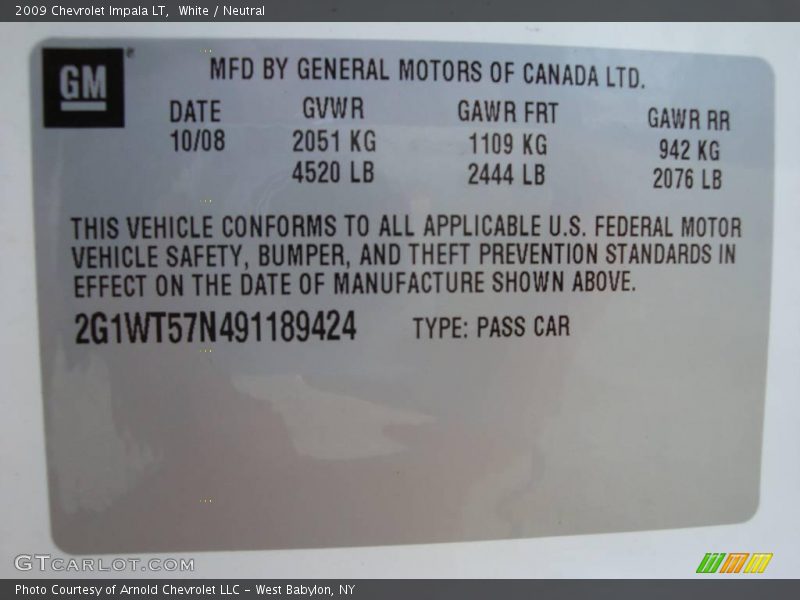 2009 Chevrolet Impala LT, White / Neutral
GM
MFD BY GENERAL MOTORS OF CANADA LTD.
DATE GVWR GAWR FRT GAWR RR
10/08 2051 KG 1109 KG 942 KG
4520 LB 2444 LB 2076 LB
THIS VEHICLE CONFORMS TO ALL APPLICABLE U.S. FEDERAL MOTOR
VEHICLE SAFETY, BUMPER, AND THEFT PREVENTION STANDARDS IN
EFFECT ON THE DATE OF MANUFACTURE SHOWN ABOVE.
2G1WT57N491189424 TYPE: PASS CAR
GTCARLOT.COM
Photo Courtesy of Arnold Chevrolet LLC - West Babylon, NY